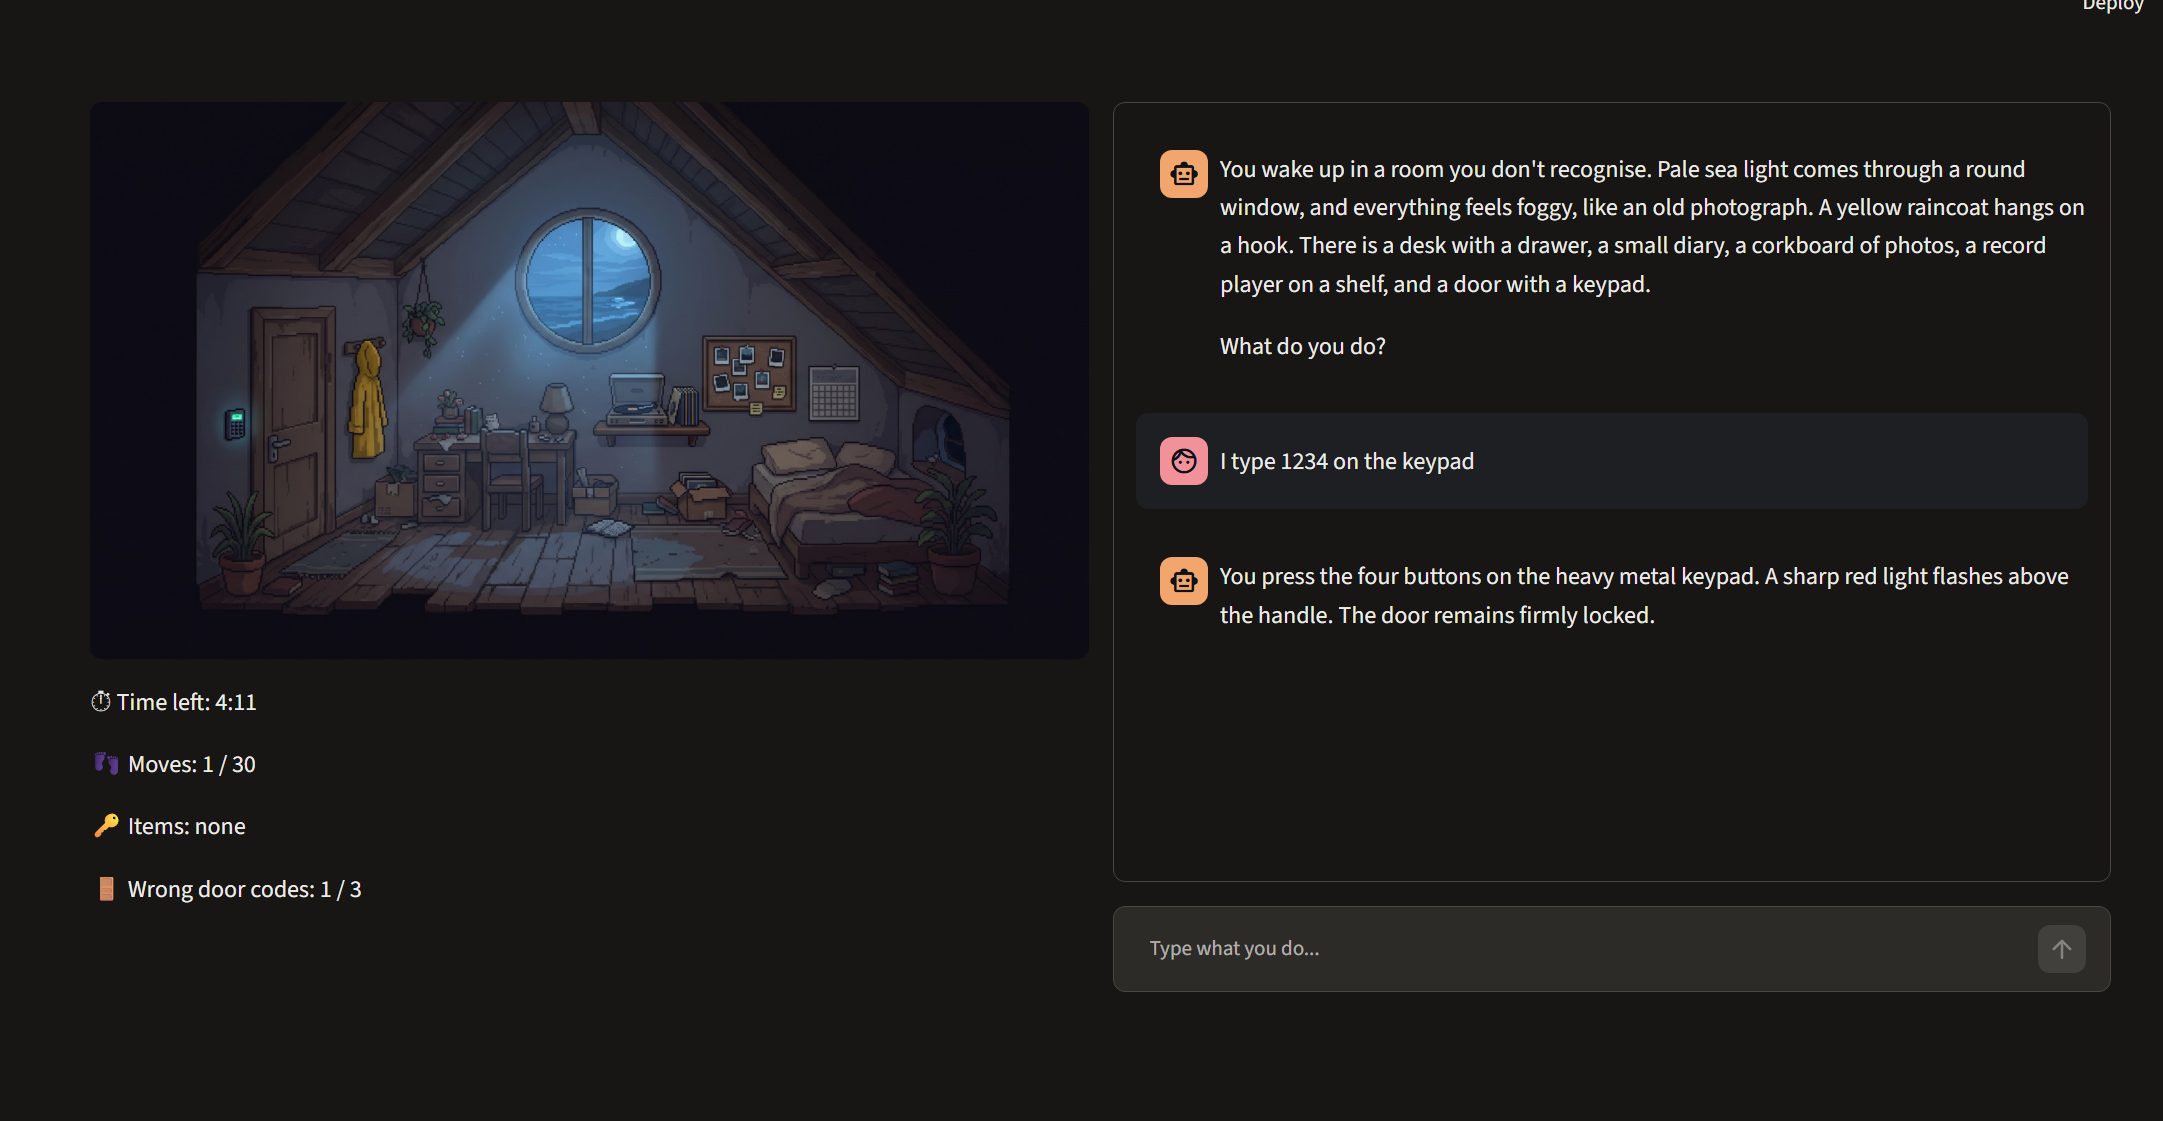 Deploy
You wake up in a room you don't recognise. Pale sea light comes through a round
window, and everything feels foggy, like an old photograph. A yellow raincoat hangs on
a hook. There is a desk with a drawer, a small diary, a corkboard of photos, a record
player on a shelf, and a door with a keypad.
What do you do?
I type 1234 on the keypad
You press the four buttons on the heavy metal keypad. A sharp red light flashes above
the handle. The door remains firmly locked.
⏱ Time left: 4:11
👣 Moves: 1 / 30
🔑 Items: none
🚪 Wrong door codes: 1 / 3
Type what you do...